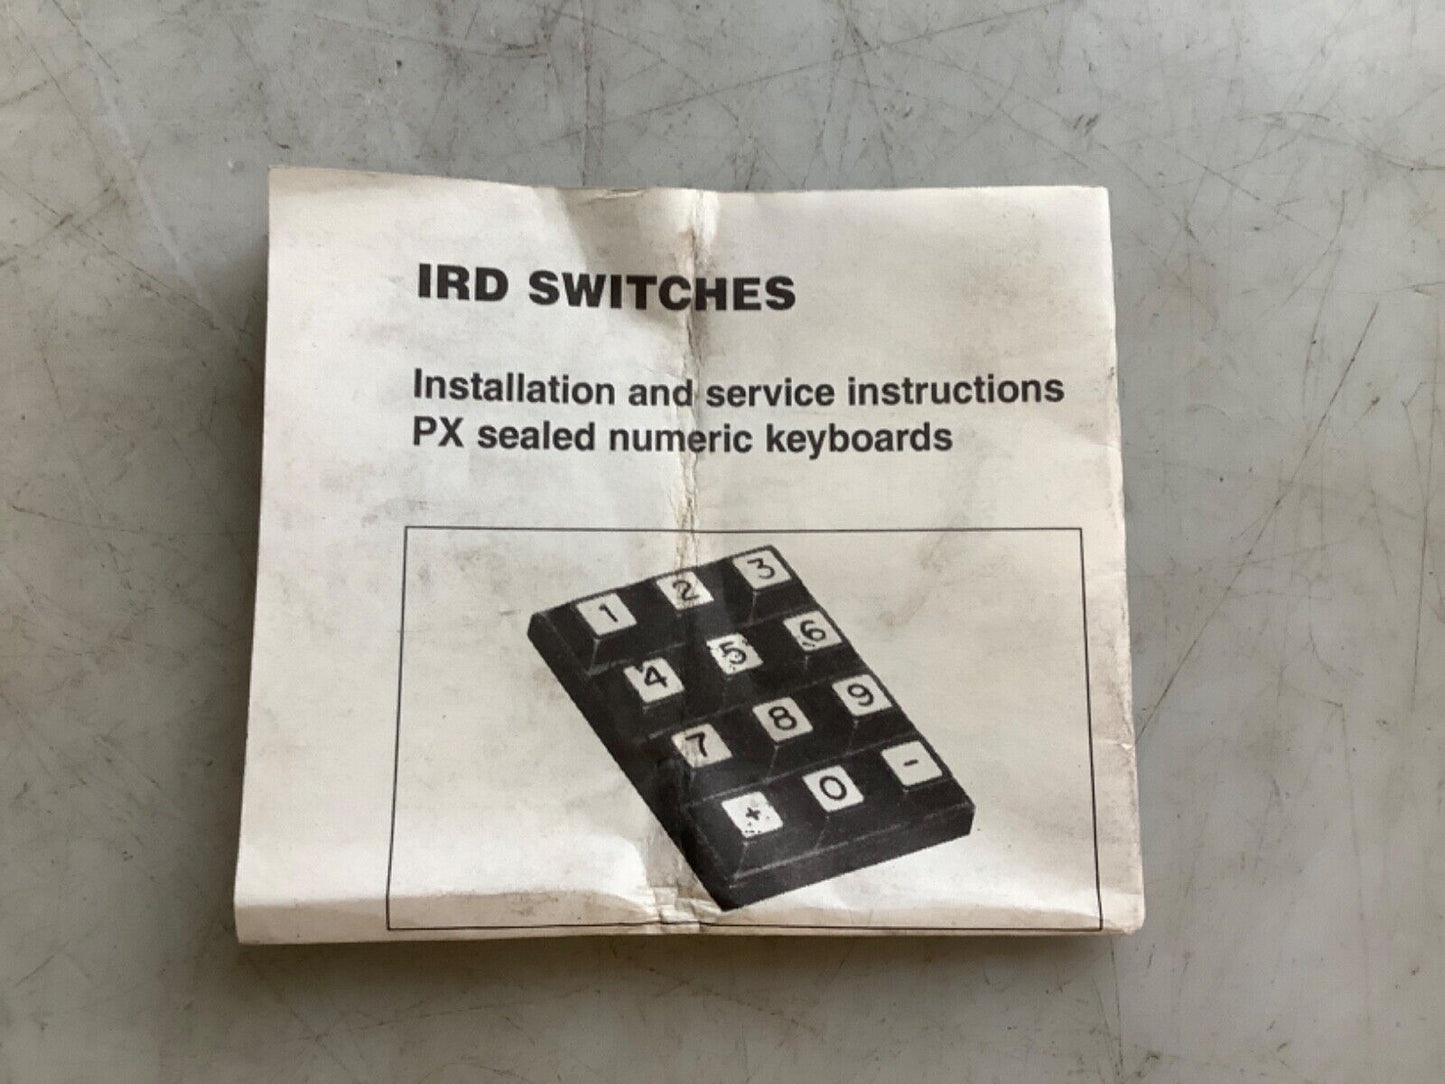 IRD SWITCHES
Installation and service instructions
PX sealed numeric keyboards
1 2 3
4 5 6
7 8 9
+ 0 -